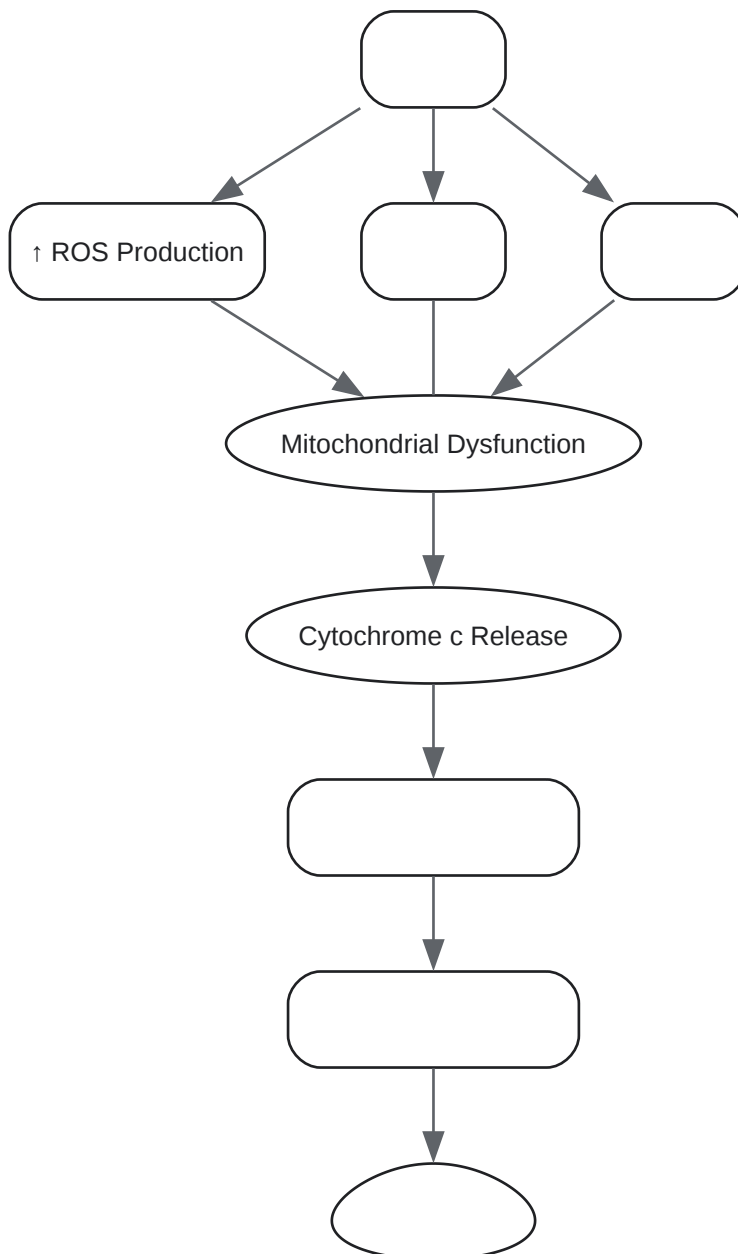 ↑ ROS Production
Mitochondrial Dysfunction
Cytochrome c Release